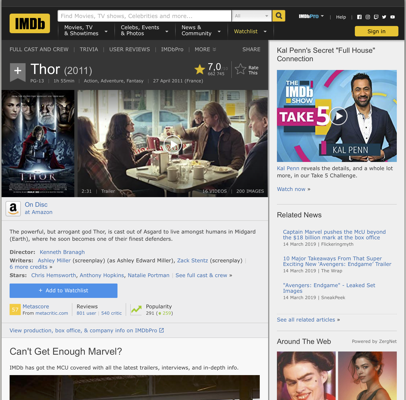 IMDb
Find Movies, TV shows, Celebrities and more...
All
IMDbPro
Help
Movies, TV & Showtimes
Celebs, Events & Photos
News & Community
Watchlist
Sign in
FULL CAST AND CREW | TRIVIA | USER REVIEWS | IMDbPro | MORE
SHARE
Thor (2011)
PG-13 | 1h 55min | Action, Adventure, Fantasy | 27 April 2011 (France)
7,0
Rate This
THOR
2:31 | Trailer
16 VIDEOS | 200 IMAGES
On Disc
at Amazon
The powerful, but arrogant god Thor, is cast out of Asgard to live amongst humans in Midgard
(Earth), where he soon becomes one of their finest defenders.
Director: Kenneth Branagh
Writers: Ashley Miller (screenplay) (as Ashley Edward Miller), Zack Stentz (screenplay) |
6 more credits »
Stars: Chris Hemsworth, Anthony Hopkins, Natalie Portman | See full cast & crew »
+ Add to Watchlist
Metascore
From metacritic.com
Reviews
801 user | 540 critic
Popularity
View production, box office, & company info on IMDbPro
Can't Get Enough Marvel?
IMDb has got the MCU covered with all the latest trailers, interviews, and in-depth info.
Kal Penn's Secret "Full House"
Connection
THE
IMDb
SHOW
TAKE 5
KAL PENN
Kal Penn reveals the details, and a whole lot
more, in our Take 5 Challenge.
Watch now »
Related News
Captain Marvel pushes the MCU beyond
the $18 billion mark at the box office
14 March 2019 | Flickeringmyth
10 Major Takeaways From That Super
Exciting New 'Avengers: Endgame' Trailer
14 March 2019 | The Wrap
"Avengers: Endgame" - Leaked Set
Images
14 March 2019 | SneakPeek
See all related articles »
Around The Web
Powered by ZergNet